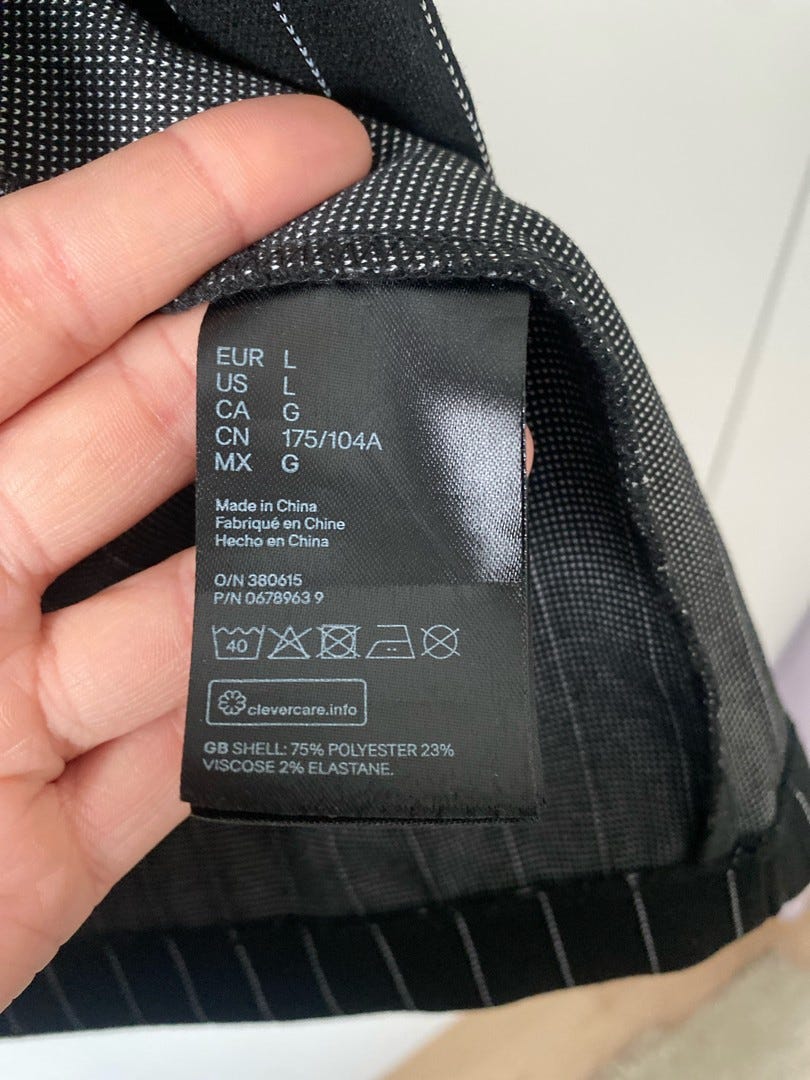 EUR L
US L
CA G
CN 175/104A
MX G
Made in China
Fabriqué en Chine
Hecho en China
O/N 380615
P/N 0678963 9
40
clevercare.info
GB SHELL: 75% POLYESTER 23%
VISCOSE 2% ELASTANE.